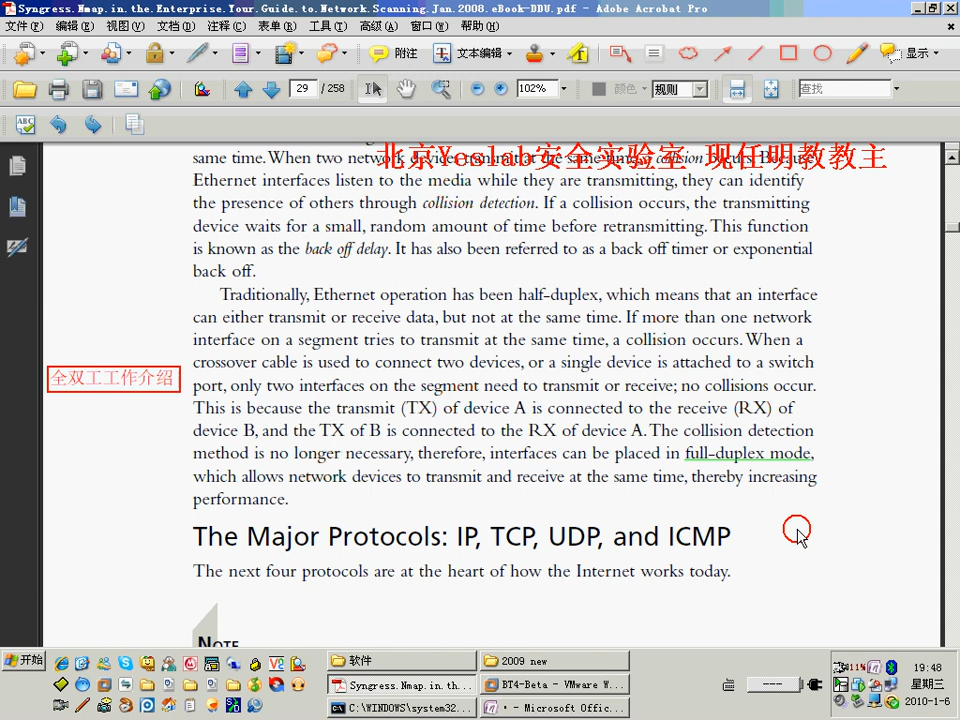 Syngress.Nmap.in.the.Enterprise.Your.Guide.to.Network.Scanning.Jan.2008.eBook-DDU.pdf - Adobe Acrobat Pro
文件(F) 编辑(E) 视图(V) 文档(D) 注释(C) 表单(R) 工具(T) 高级(A) 窗口(W) 帮助(H)
附注 文本编辑 显示
29 / 258 102% 颜色 规则 查找
北京Yeslab安全实验室 现任明教教主
same time. When two network devices transmit at the same time, a collision occurs. Because
Ethernet interfaces listen to the media while they are transmitting, they can identify
the presence of others through collision detection. If a collision occurs, the transmitting
device waits for a small, random amount of time before retransmitting. This function
is known as the back off delay. It has also been referred to as a back off timer or exponential
back off.
Traditionally, Ethernet operation has been half-duplex, which means that an interface
can either transmit or receive data, but not at the same time. If more than one network
interface on a segment tries to transmit at the same time, a collision occurs. When a
crossover cable is used to connect two devices, or a single device is attached to a switch
全双工工作介绍
port, only two interfaces on the segment need to transmit or receive; no collisions occur.
This is because the transmit (TX) of device A is connected to the receive (RX) of
device B, and the TX of B is connected to the RX of device A. The collision detection
method is no longer necessary, therefore, interfaces can be placed in full-duplex mode,
which allows network devices to transmit and receive at the same time, thereby increasing
performance.
The Major Protocols: IP, TCP, UDP, and ICMP
The next four protocols are at the heart of how the Internet works today.
NOTE
开始 软件 2009 new 19:48
Syngress.Nmap.in.th... BT4-Beta - VMware W... 星期三
C:\WINDOWS\system32... - Microsoft Offic... 2010-1-6